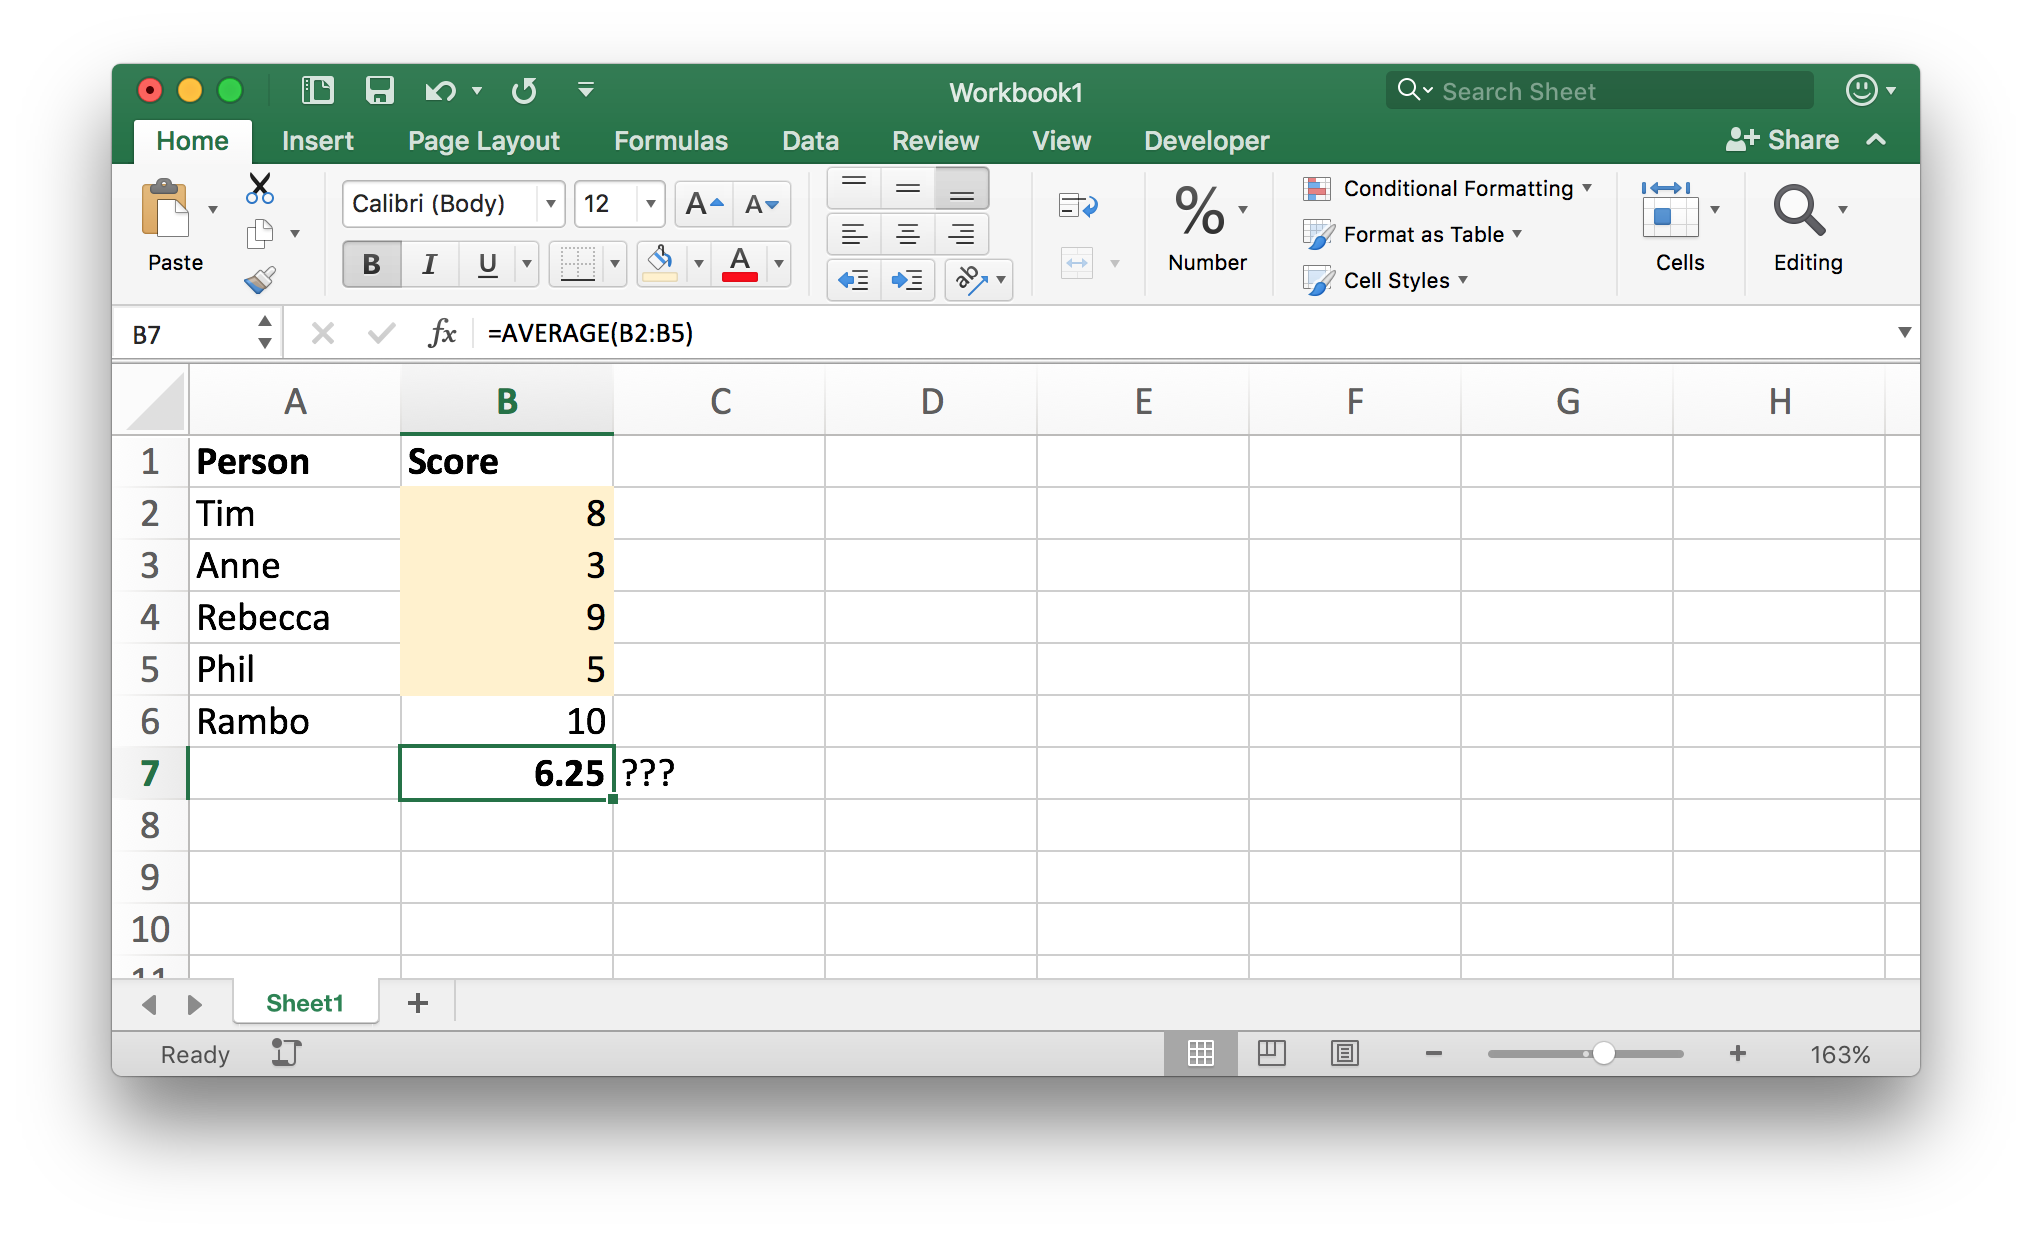 Workbook1
Search Sheet
Home Insert Page Layout Formulas Data Review View Developer Share
Paste
Calibri (Body) 12
B I U A
% Number
Conditional Formatting
Format as Table
Cell Styles
Cells
Editing
B7 fx =AVERAGE(B2:B5)
A B C D E F G H
1 Person Score
2 Tim 8
3 Anne 3
4 Rebecca 9
5 Phil 5
6 Rambo 10
7 6.25 ???
8
9
10
11
Sheet1 +
Ready 163%